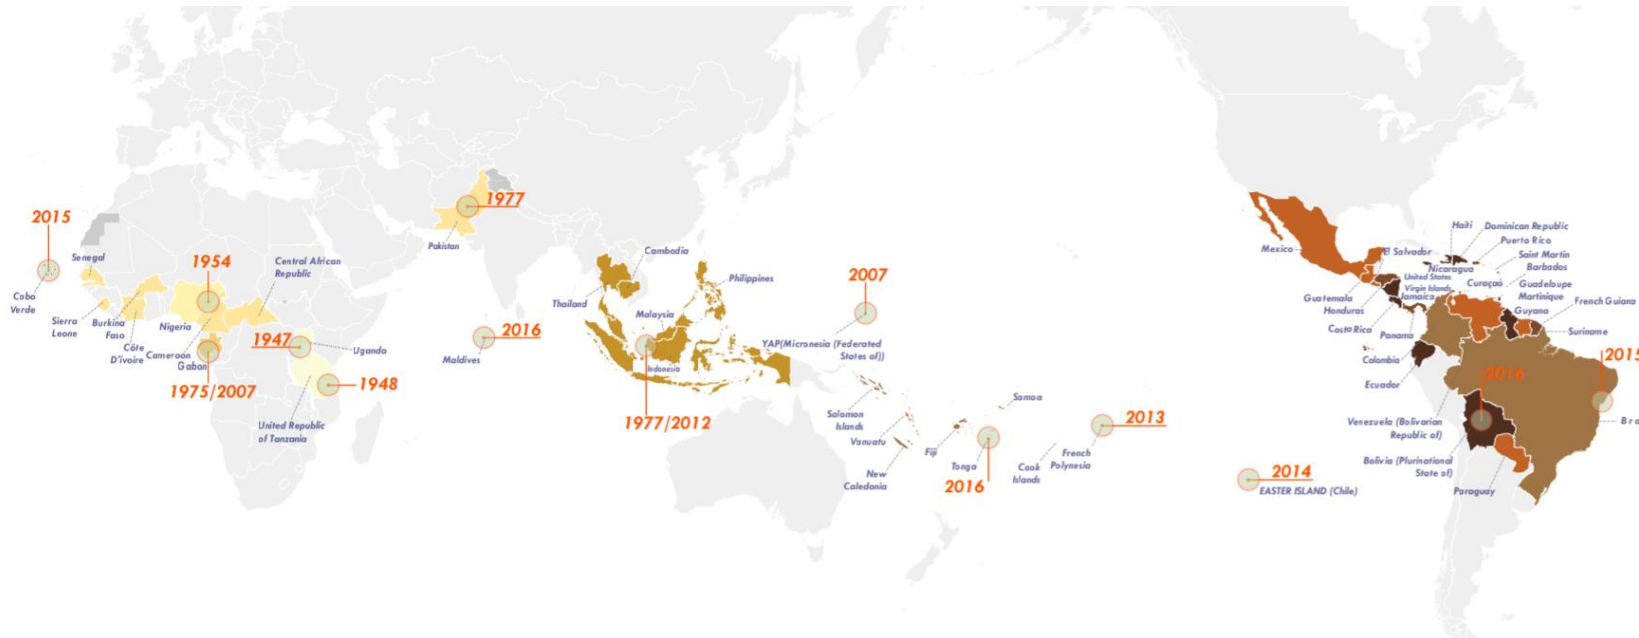 2015
Cabo
Verde
Senegal
Sierra
Leone
Burkina
Faso
Côte
D'ivoire
1954
Nigeria
Cameroon
Gabon
1975/2007
Central African
Republic
1947
Uganda
1948
United Republic
of Tanzania
1977
Pakistan
2016
Maldives
Cambodia
Thailand
Philippines
Malaysia
Indonesia
1977/2012
2007
YAP(Micronesia (Federated
States of))
Solomon
Islands
Vanuatu
New
Caledonia
Fiji
Samoa
Tonga
2016
Cook
Islands
French
Polynesia
2013
2014
EASTER ISLAND (Chile)
Mexico
Guatemala
Honduras
El Salvador
Nicaragua
United States
Virgin Islands
Jamaica
Costa Rica
Panama
Haiti
Dominican Republic
Puerto Rico
Saint Martin
Barbados
Curaçao
Guadeloupe
Martinique
Guyana
French Guiana
Suriname
Colombia
Ecuador
Venezuela (Bolivarian
Republic of)
Bolivia (Plurinational
State of)
Paraguay
2016
2015